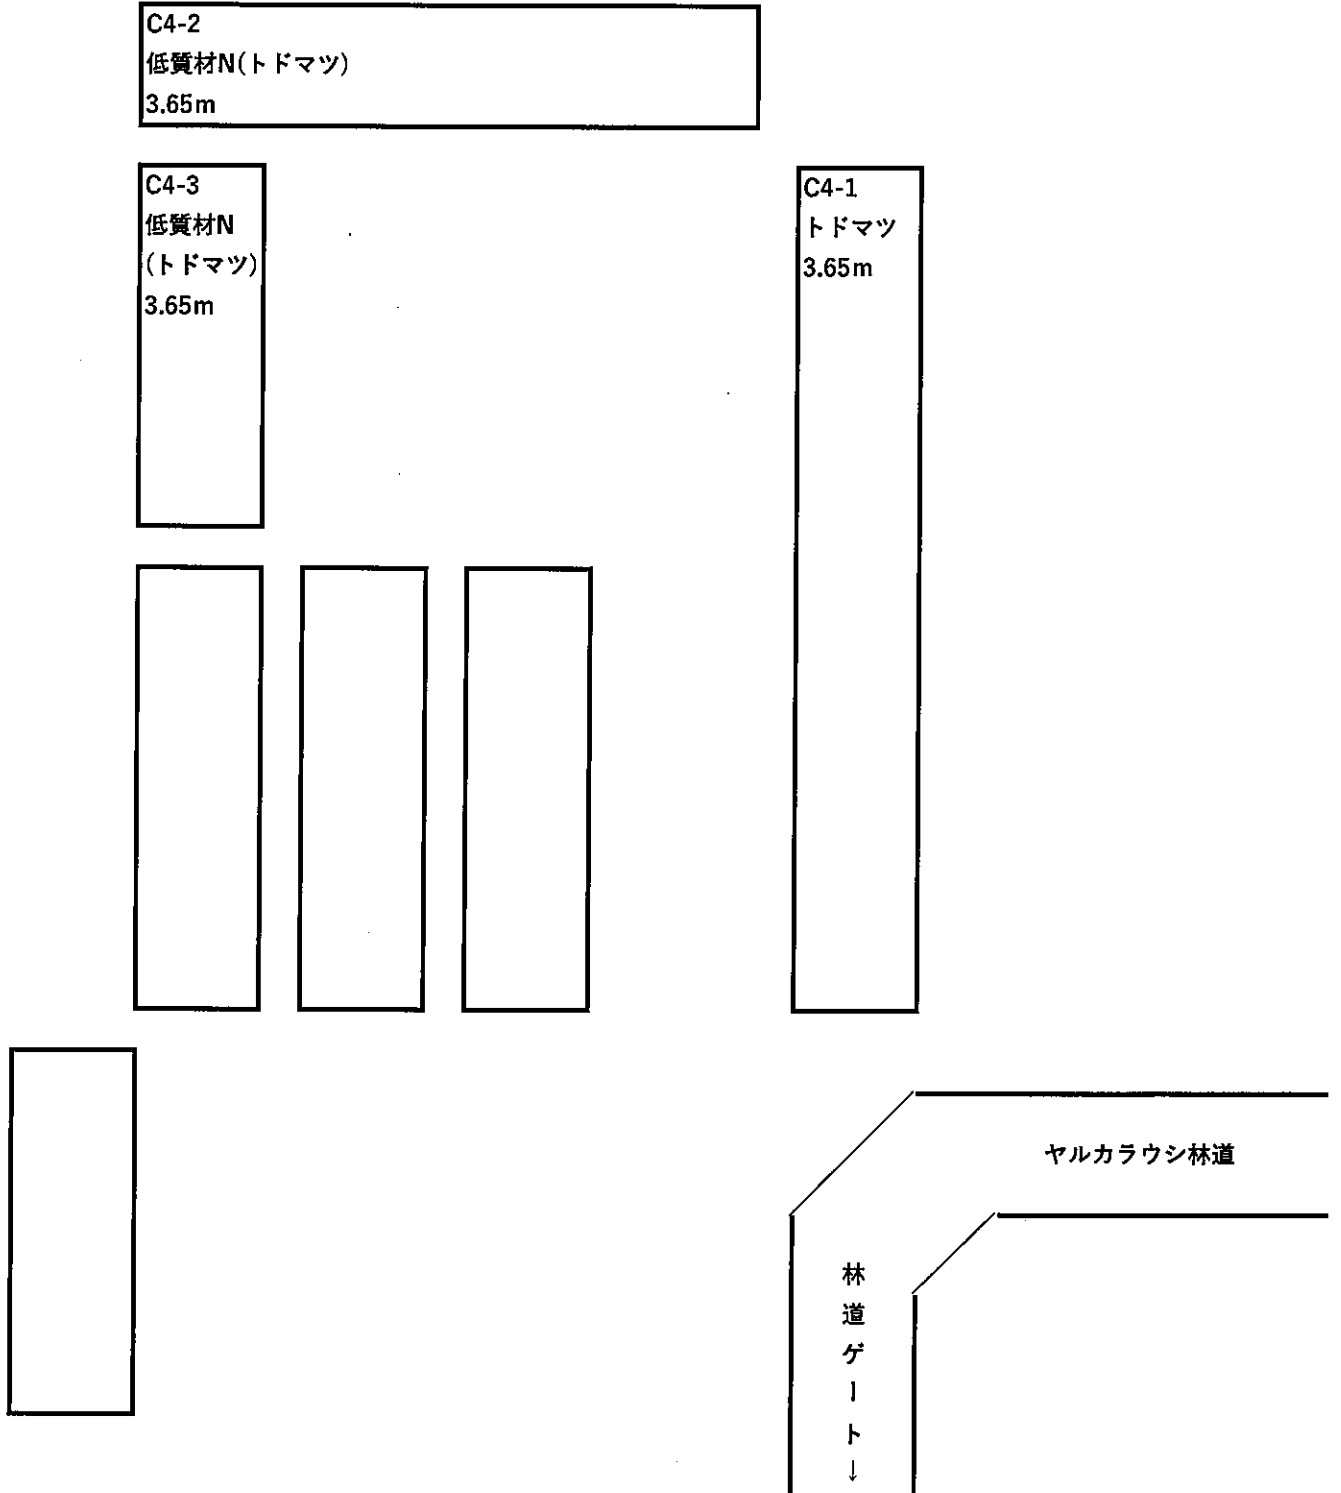 C4-2
低質材N(トドマツ)
3.65m
C4-3
低質材N
(トドマツ)
3.65m
C4-1
トドマツ
3.65m
ヤルカラウシ林道
林道ゲート↓